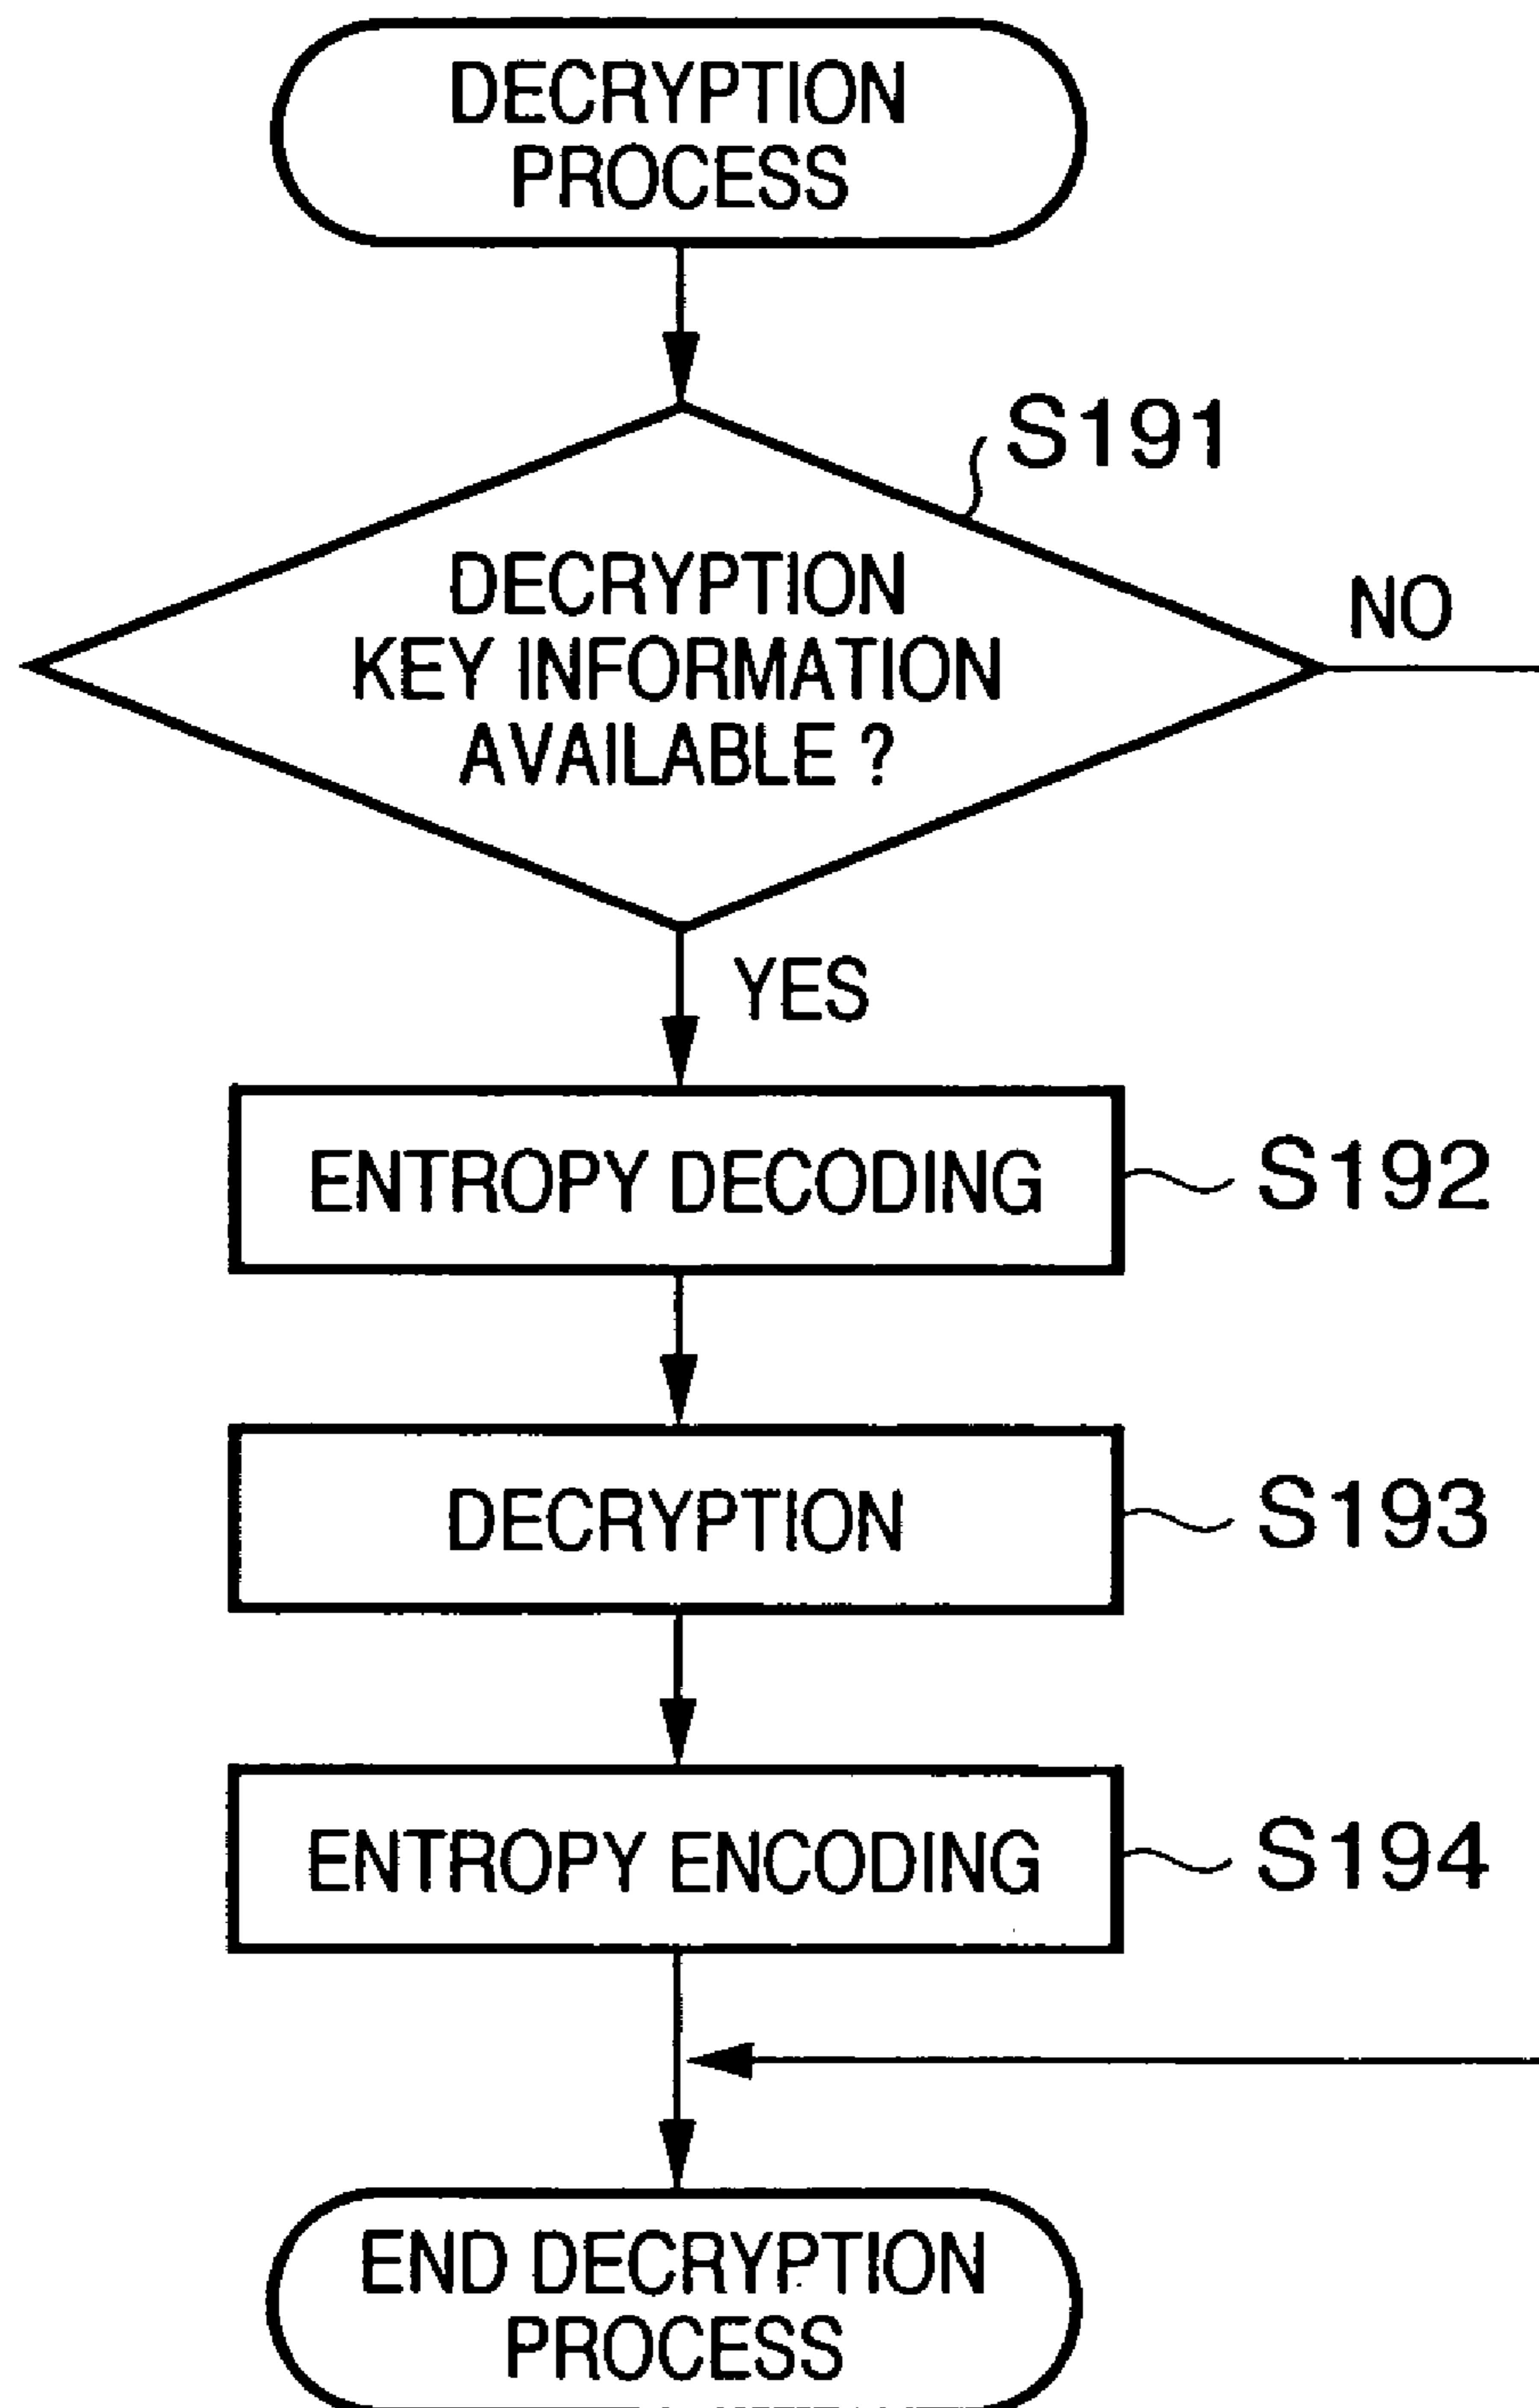 DECRYPTION
PROCESS
S191
DECRYPTION
KEY INFORMATION
AVAILABLE ?
NO
YES
ENTROPY DECODING
S192
DECRYPTION
S193
ENTROPY ENCODING
S194
END DECRYPTION
PROCESS